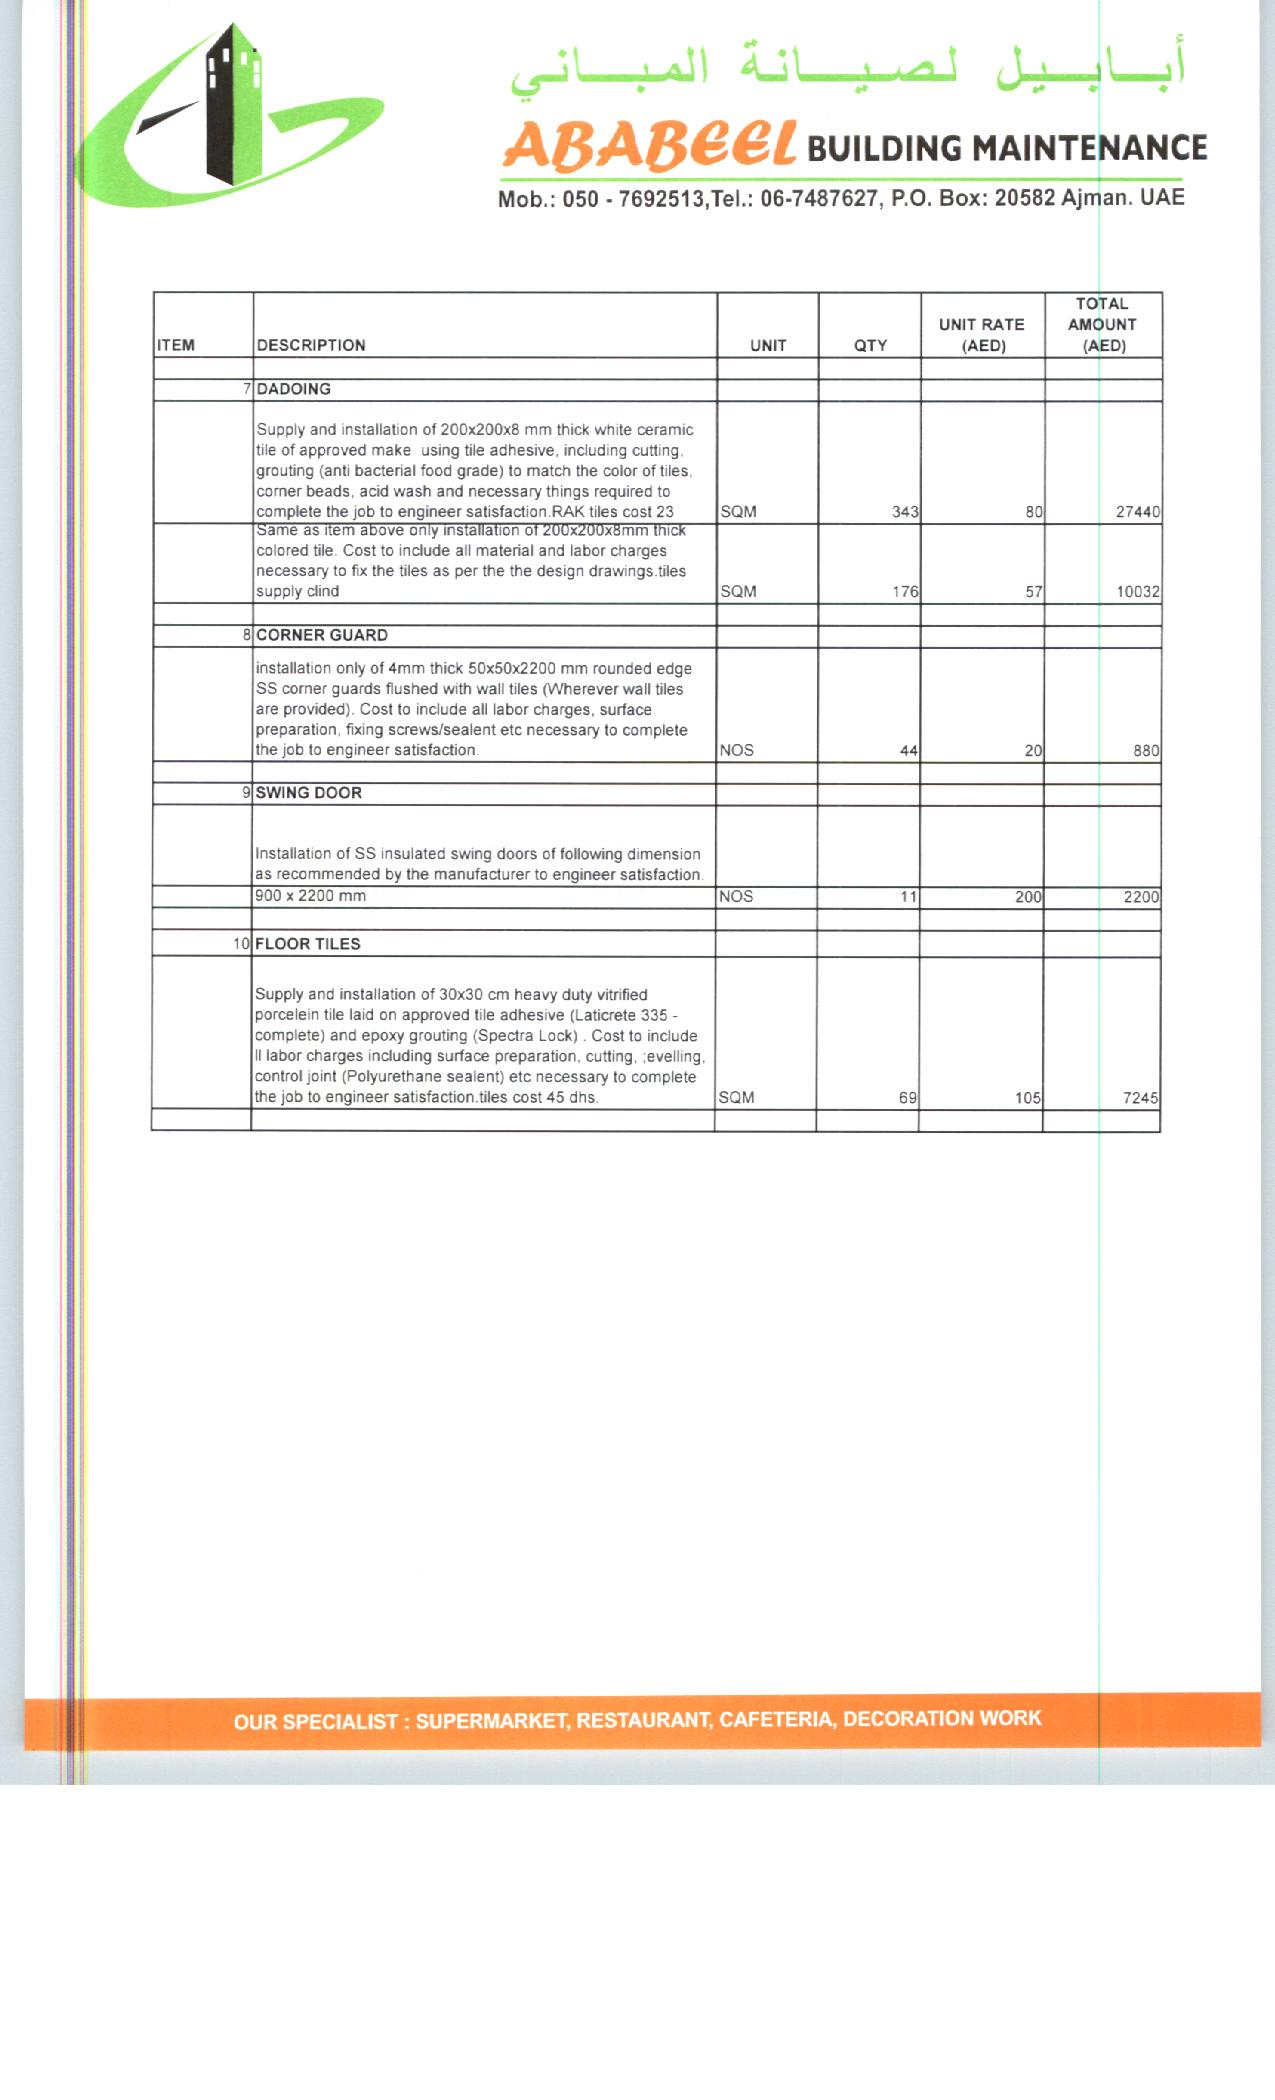 أبابيل لصيانة المباني
ABABEEL BUILDING MAINTENANCE
Mob.: 050 - 7692513,Tel.: 06-7487627, P.O. Box: 20582 Ajman. UAE
ITEM DESCRIPTION UNIT QTY UNIT RATE (AED) TOTAL AMOUNT (AED)
7 DADOING
Supply and installation of 200x200x8 mm thick white ceramic
tile of approved make using tile adhesive, including cutting,
grouting (anti bacterial food grade) to match the color of tiles,
corner beads, acid wash and necessary things required to
complete the job to engineer satisfaction.RAK tiles cost 23 SQM 343 80 27440
Same as item above only installation of 200x200x8mm thick
colored tile. Cost to include all material and labor charges
necessary to fix the tiles as per the the design drawings.tiles
supply clind SQM 176 57 10032
8 CORNER GUARD
installation only of 4mm thick 50x50x2200 mm rounded edge
SS corner guards flushed with wall tiles (Wherever wall tiles
are provided). Cost to include all labor charges, surface
preparation, fixing screws/sealent etc necessary to complete
the job to engineer satisfaction. NOS 44 20 880
9 SWING DOOR
Installation of SS insulated swing doors of following dimension
as recommended by the manufacturer to engineer satisfaction.
900 x 2200 mm NOS 11 200 2200
10 FLOOR TILES
Supply and installation of 30x30 cm heavy duty vitrified
porcelein tile laid on approved tile adhesive (Laticrete 335 -
complete) and epoxy grouting (Spectra Lock) . Cost to include
ll labor charges including surface preparation, cutting, ;evelling,
control joint (Polyurethane sealent) etc necessary to complete
the job to engineer satisfaction.tiles cost 45 dhs. SQM 69 105 7245
OUR SPECIALIST : SUPERMARKET, RESTAURANT, CAFETERIA, DECORATION WORK